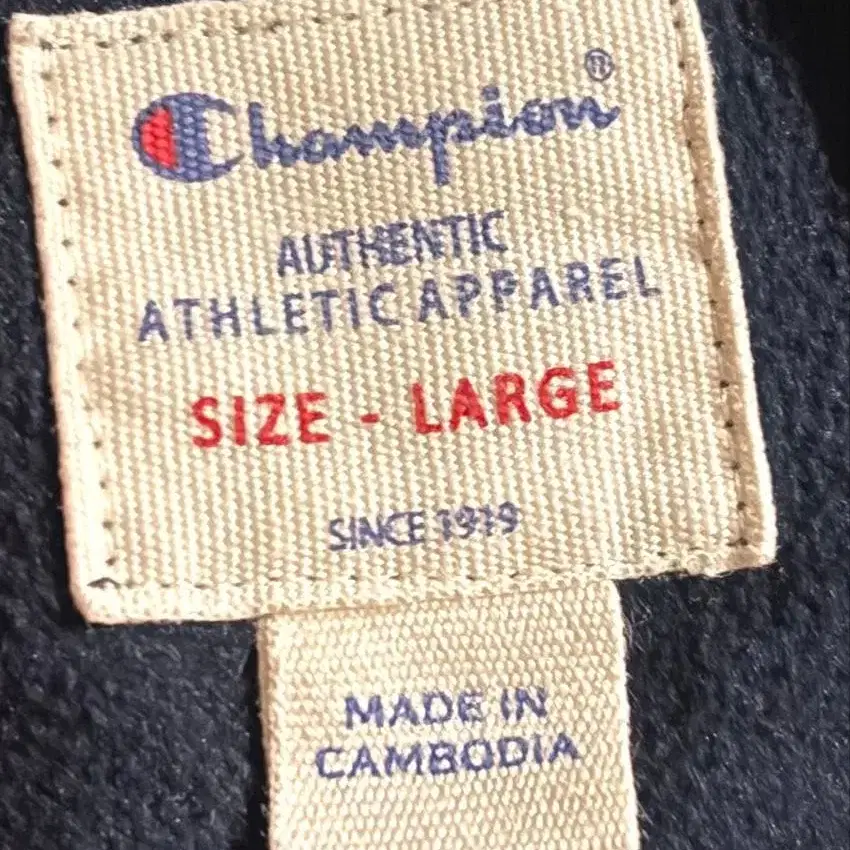 Champion®
AUTHENTIC
ATHLETIC APPAREL
SIZE - LARGE
SINCE 1919
MADE IN
CAMBODIA